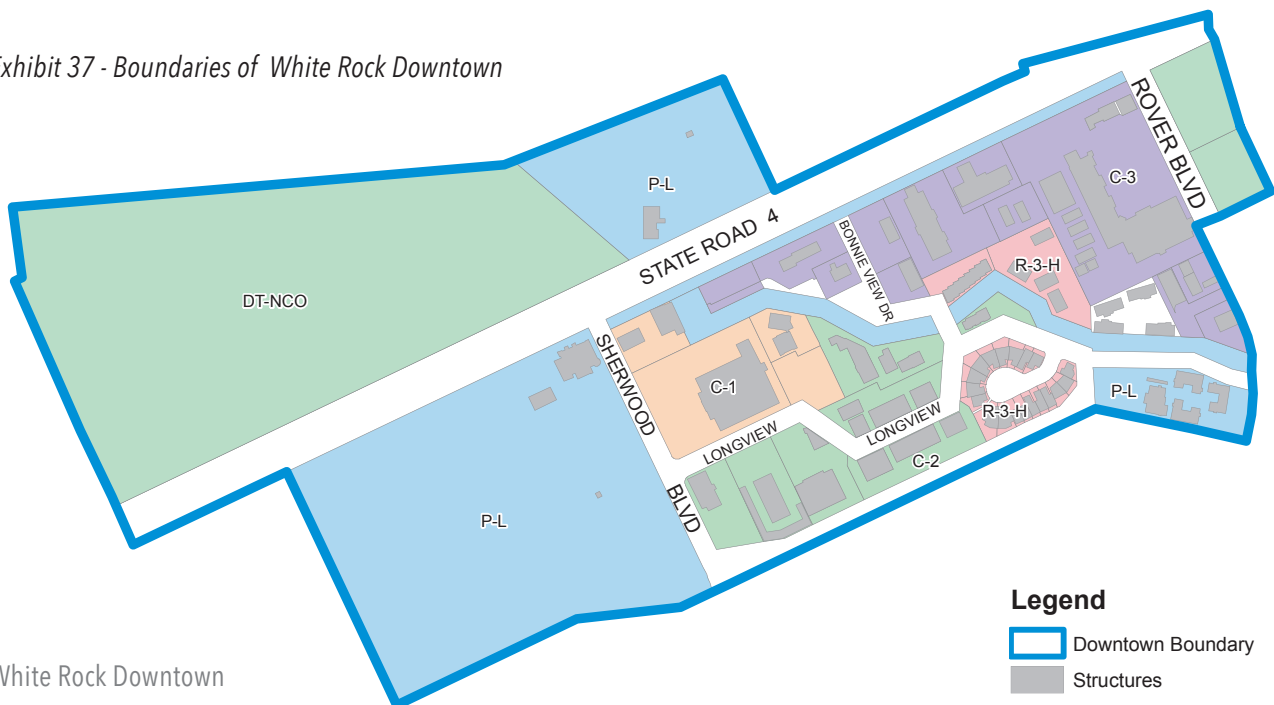 xhibit 37 - Boundaries of White Rock Downtown
ROVER BLVD
P-L
C-3
STATE ROAD 4
BONNIE VIEW DR
R-3-H
DT-NCO
SHERWOOD
C-1
P-L
R-3-H
LONGVIEW
LONGVIEW
C-2
BLVD
P-L
Legend
Downtown Boundary
Structures
White Rock Downtown